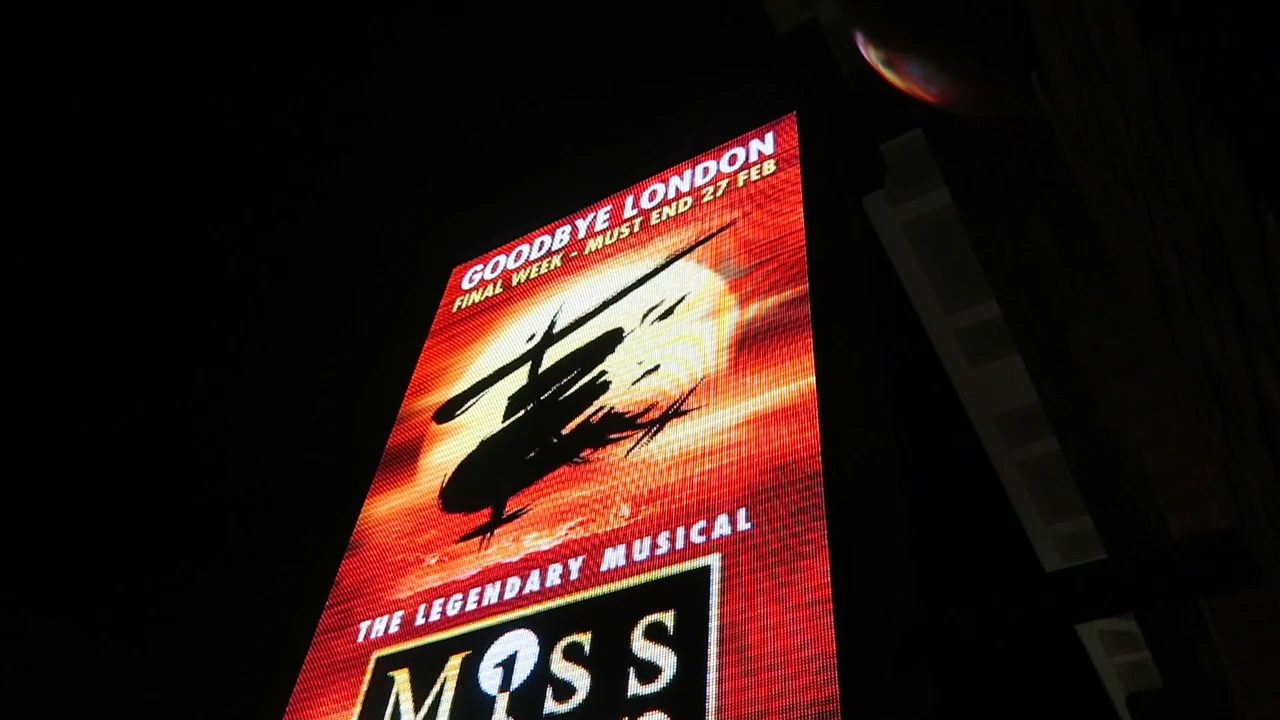 GOODBYE LONDON
FINAL WEEK - MUST END 27 FEB
THE LEGENDARY MUSICAL
MISS